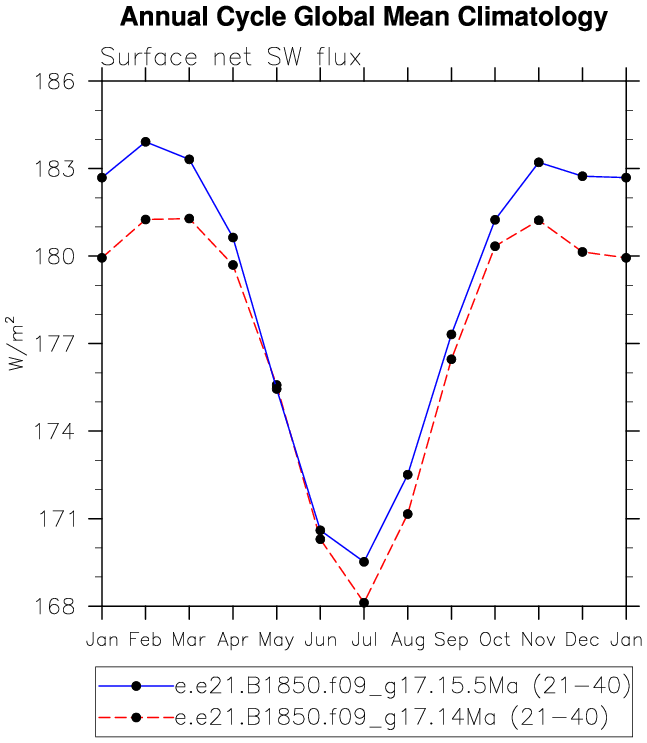 Annual Cycle Global Mean Climatology
Surface net SW flux
186
183
180
177
174
171
168
W/m²
Jan Feb Mar Apr May Jun Jul Aug Sep Oct Nov Dec Jan
e.e21.B1850.f09_g17.15.5Ma (21-40)
e.e21.B1850.f09_g17.14Ma (21-40)